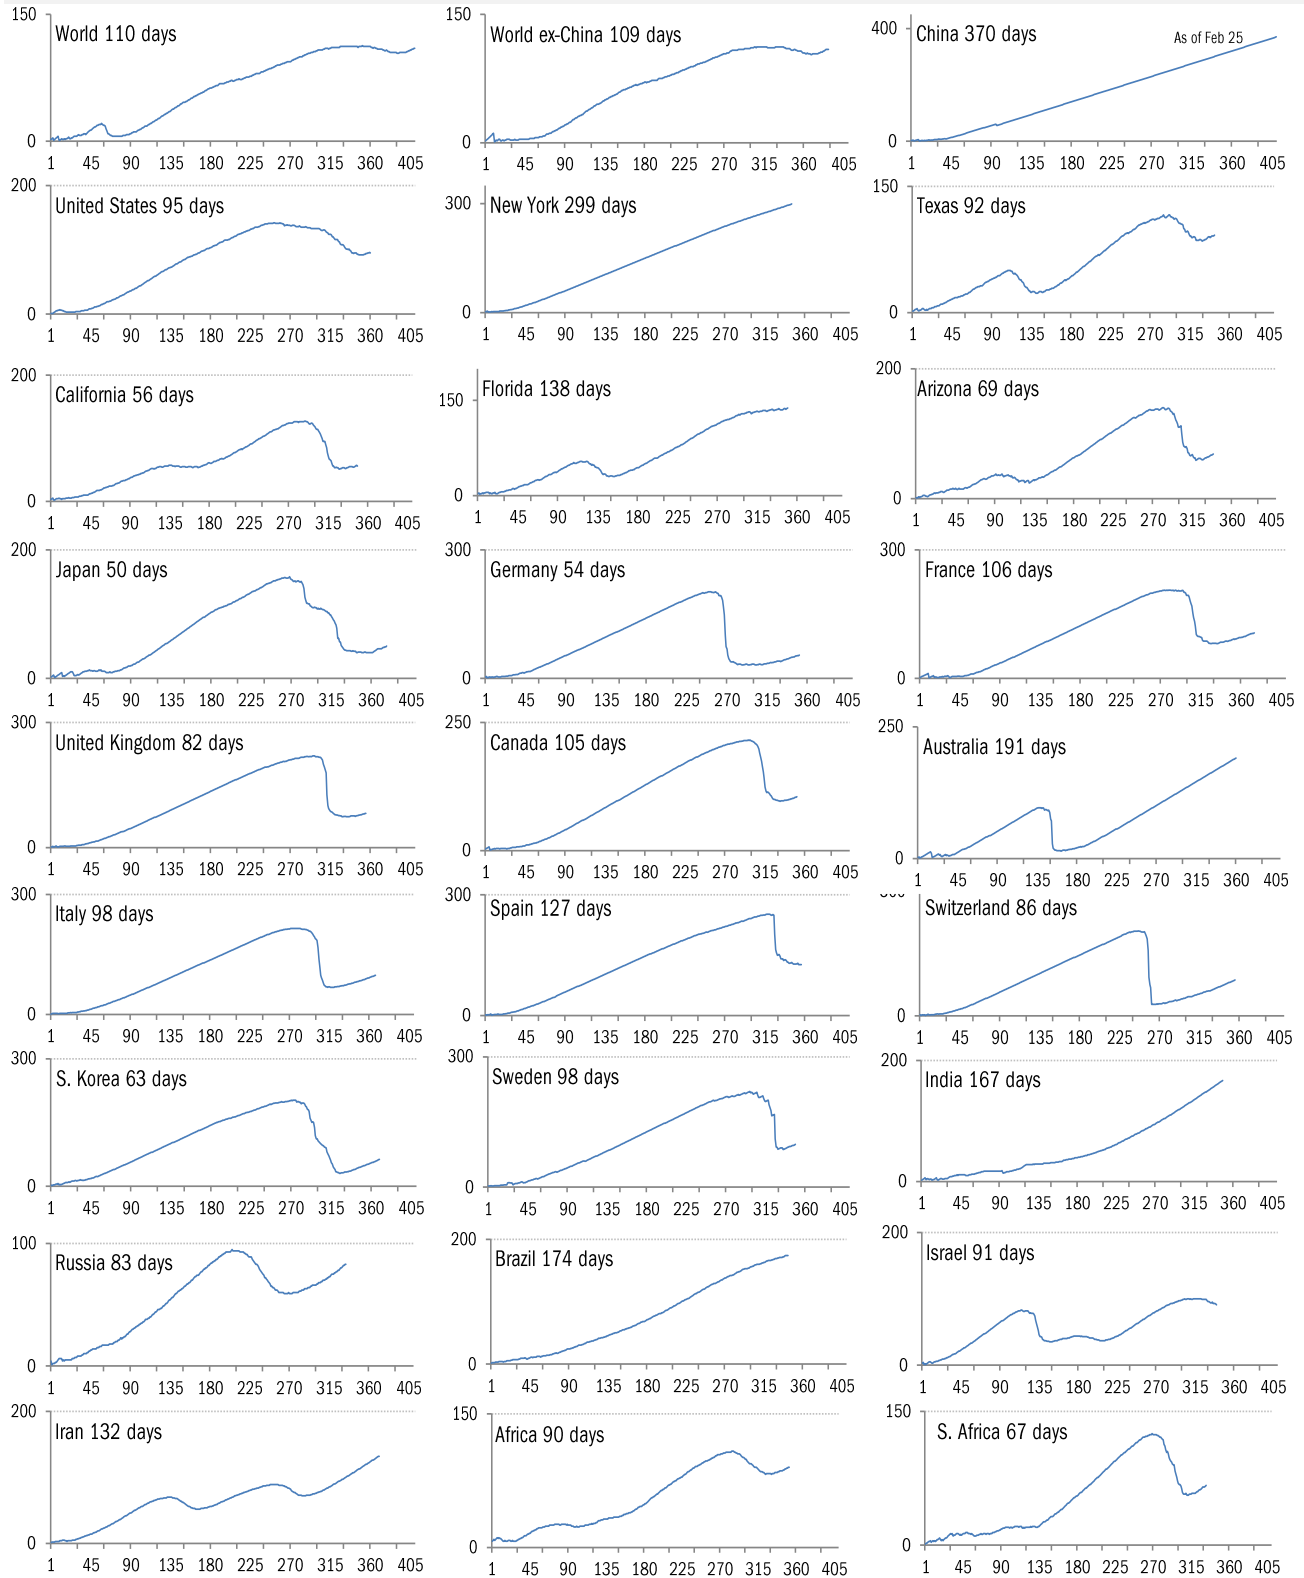 150
World 110 days
0
1 45 90 135 180 225 270 315 360 405
150
World ex-China 109 days
0
1 45 90 135 180 225 270 315 360 405
400
China 370 days
As of Feb 25
0
1 45 90 135 180 225 270 315 360 405
200
United States 95 days
0
1 45 90 135 180 225 270 315 360 405
300
New York 299 days
0
1 45 90 135 180 225 270 315 360 405
150
Texas 92 days
0
1 45 90 135 180 225 270 315 360 405
200
California 56 days
0
1 45 90 135 180 225 270 315 360 405
150
Florida 138 days
0
1 45 90 135 180 225 270 315 360 405
200
Arizona 69 days
0
1 45 90 135 180 225 270 315 360 405
200
Japan 50 days
0
1 45 90 135 180 225 270 315 360 405
300
Germany 54 days
0
1 45 90 135 180 225 270 315 360 405
300
France 106 days
0
1 45 90 135 180 225 270 315 360 405
300
United Kingdom 82 days
0
1 45 90 135 180 225 270 315 360 405
250
Canada 105 days
0
1 45 90 135 180 225 270 315 360 405
250
Australia 191 days
0
1 45 90 135 180 225 270 315 360 405
300
Italy 98 days
0
1 45 90 135 180 225 270 315 360 405
300
Spain 127 days
0
1 45 90 135 180 225 270 315 360 405
Switzerland 86 days
0
1 45 90 135 180 225 270 315 360 405
300
S. Korea 63 days
0
1 45 90 135 180 225 270 315 360 405
300
Sweden 98 days
0
1 45 90 135 180 225 270 315 360 405
200
India 167 days
0
1 45 90 135 180 225 270 315 360 405
100
Russia 83 days
0
1 45 90 135 180 225 270 315 360 405
200
Brazil 174 days
0
1 45 90 135 180 225 270 315 360 405
200
Israel 91 days
0
1 45 90 135 180 225 270 315 360 405
200
Iran 132 days
0
1 45 90 135 180 225 270 315 360 405
150
Africa 90 days
0
1 45 90 135 180 225 270 315 360 405
150
S. Africa 67 days
0
1 45 90 135 180 225 270 315 360 405